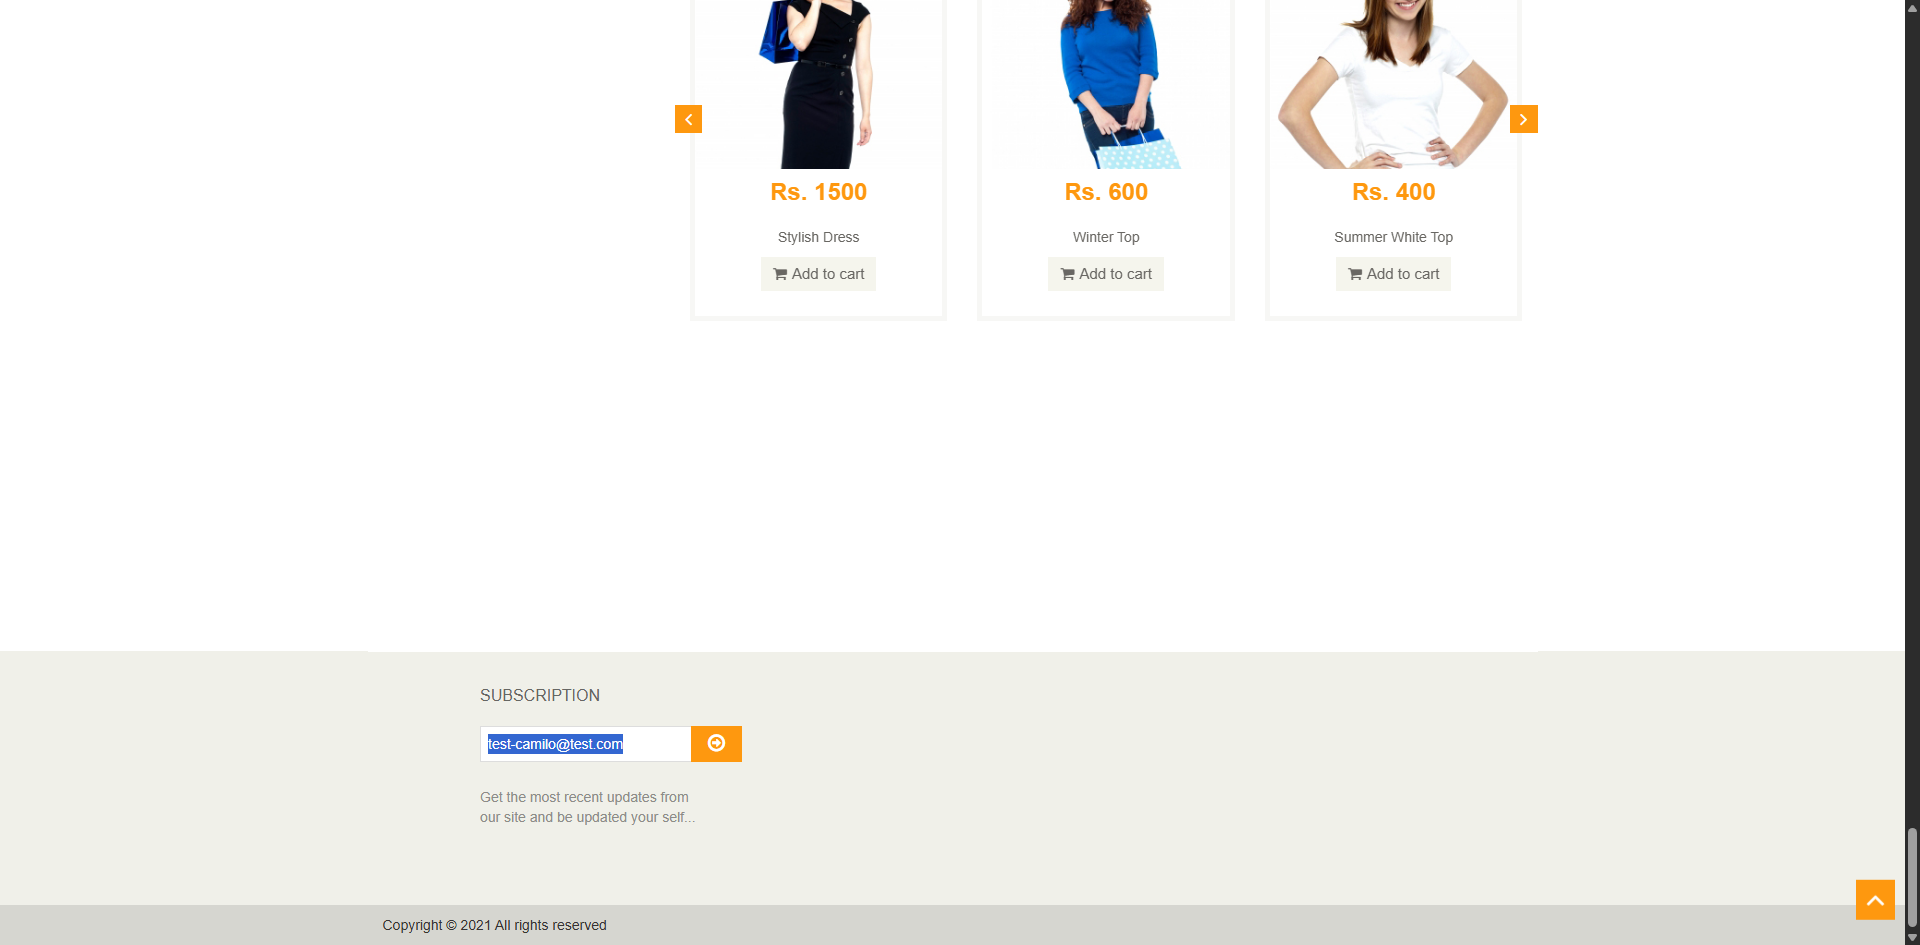 Rs. 1500
Stylish Dress
Add to cart
Rs. 600
Winter Top
Add to cart
Rs. 400
Summer White Top
Add to cart
SUBSCRIPTION
test-camilo@test.com
Get the most recent updates from
our site and be updated your self...
Copyright © 2021 All rights reserved